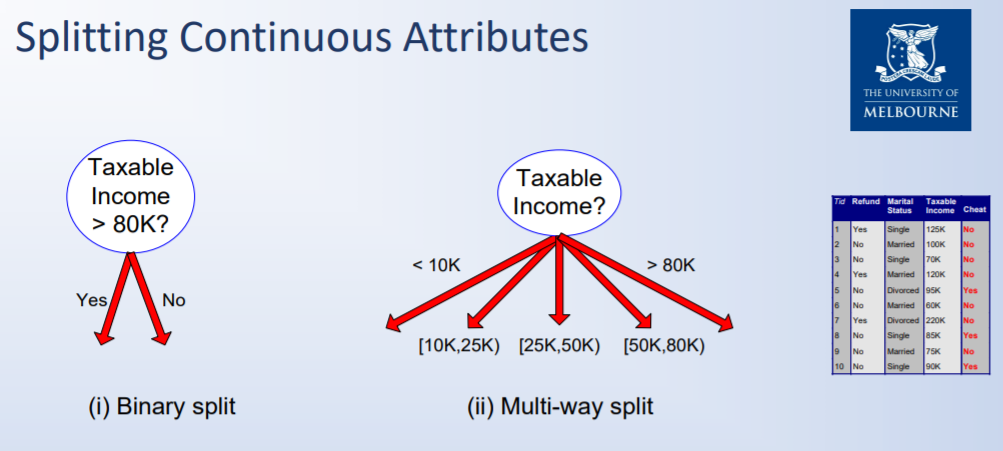 Splitting Continuous Attributes
THE UNIVERSITY OF
MELBOURNE
Taxable
Income
> 80K?
Yes
No
(i) Binary split
Taxable
Income?
< 10K
> 80K
[10K,25K)
[25K,50K)
[50K,80K)
(ii) Multi-way split
Tid Refund Marital Status Taxable Income Cheat
1 Yes Single 125K No
2 No Married 100K No
3 No Single 70K No
4 Yes Married 120K No
5 No Divorced 95K Yes
6 No Married 60K No
7 Yes Divorced 220K No
8 No Single 85K Yes
9 No Married 75K No
10 No Single 90K Yes